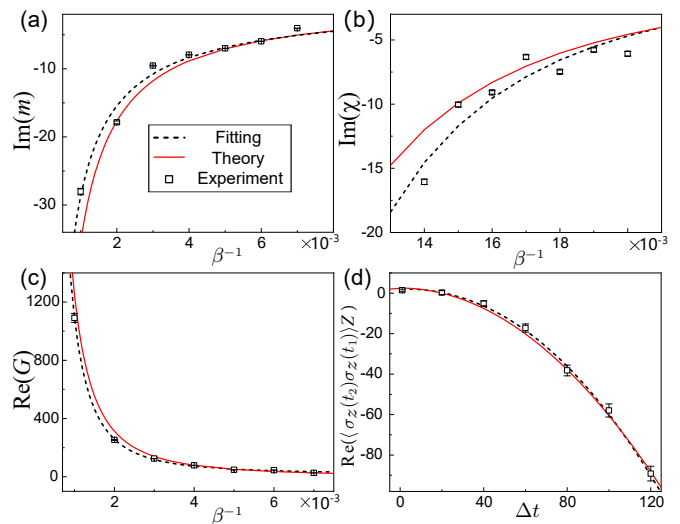 (a)
Im(m)
-10
-20
-30
2
4
6
×10⁻³
β⁻¹
Fitting
Theory
Experiment
(b)
Im(χ)
-5
-10
-15
-20
14
16
18
×10⁻³
β⁻¹
(c)
Re(G)
1200
800
400
0
2
4
6
×10⁻³
β⁻¹
(d)
Re(⟨σz(t₂)σz(t₁)⟩Z)
0
-20
-40
-60
-80
0
40
80
120
Δt